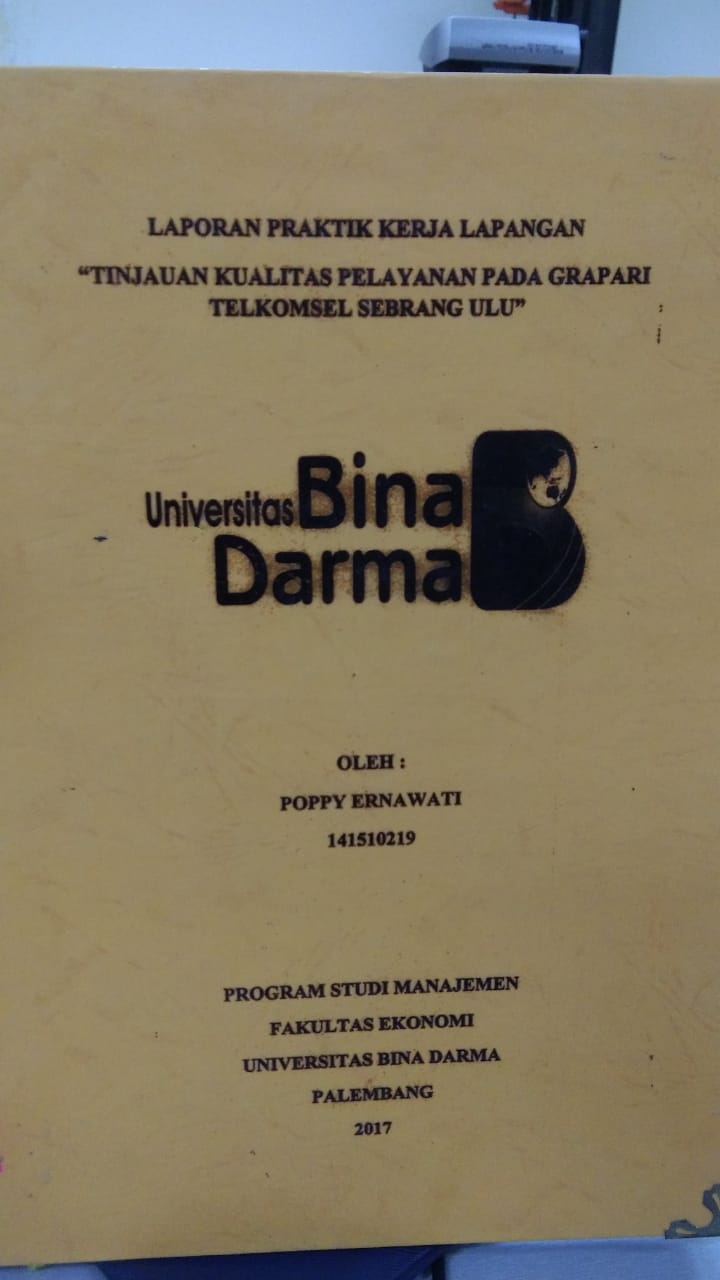 LAPORAN PRAKTIK KERJA LAPANGAN
“TINJAUAN KUALITAS PELAYANAN PADA GRAPARI
TELKOMSEL SEBRANG ULU”
Universitas Bina
Darma
OLEH :
POPPY ERNAWATI
141510219
PROGRAM STUDI MANAJEMEN
FAKULTAS EKONOMI
UNIVERSITAS BINA DARMA
PALEMBANG
2017